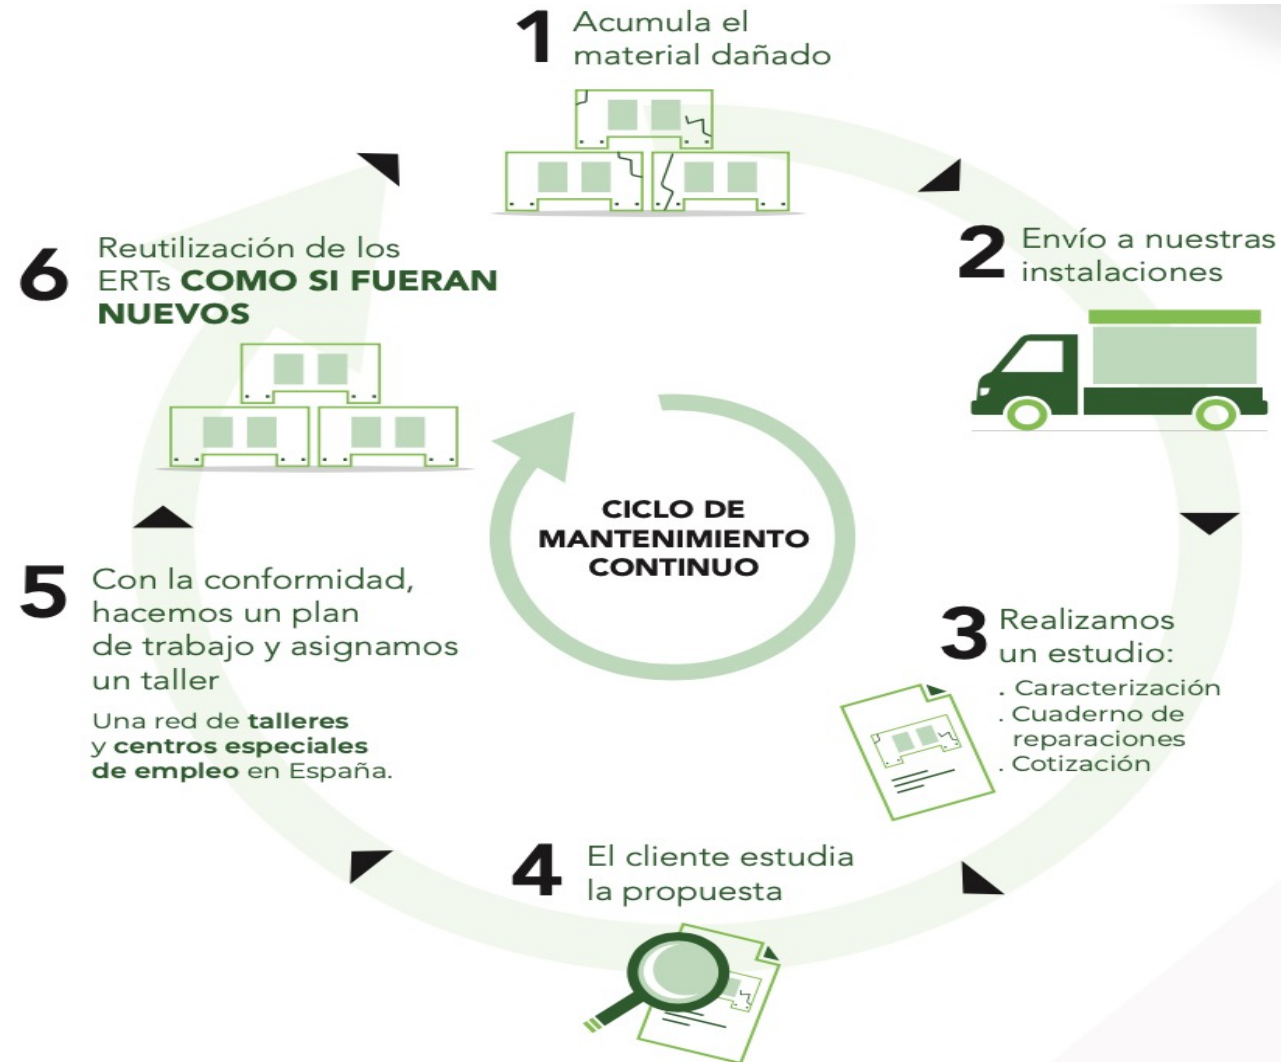 1 Acumula el
material dañado
2 Envío a nuestras
instalaciones
3 Realizamos
un estudio:
. Caracterización
. Cuaderno de
reparaciones
. Cotización
4 El cliente estudia
la propuesta
5 Con la conformidad,
hacemos un plan
de trabajo y asignamos
un taller
Una red de talleres
y centros especiales
de empleo en España.
6 Reutilización de los
ERTs COMO SI FUERAN
NUEVOS
CICLO DE
MANTENIMIENTO
CONTINUO